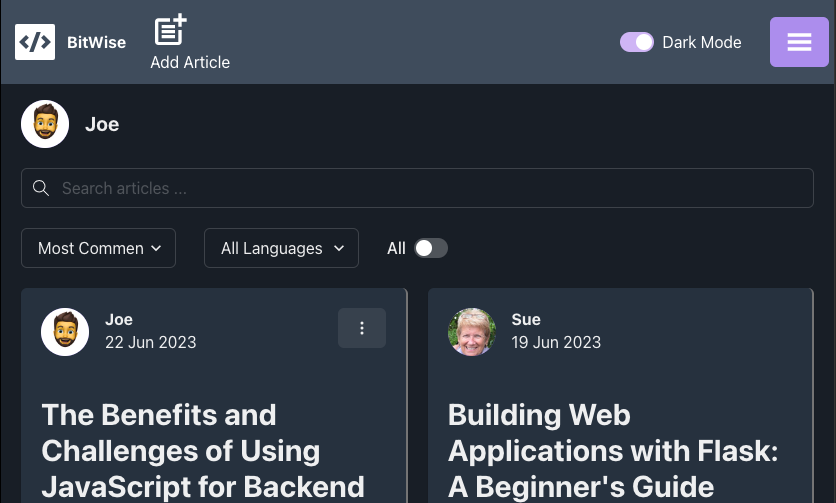 </> BitWise
Add Article
Dark Mode
Joe
Search articles ...
Most Commen
All Languages
All
Joe
22 Jun 2023
The Benefits and
Challenges of Using
JavaScript for Backend
Sue
19 Jun 2023
Building Web
Applications with Flask:
A Beginner's Guide